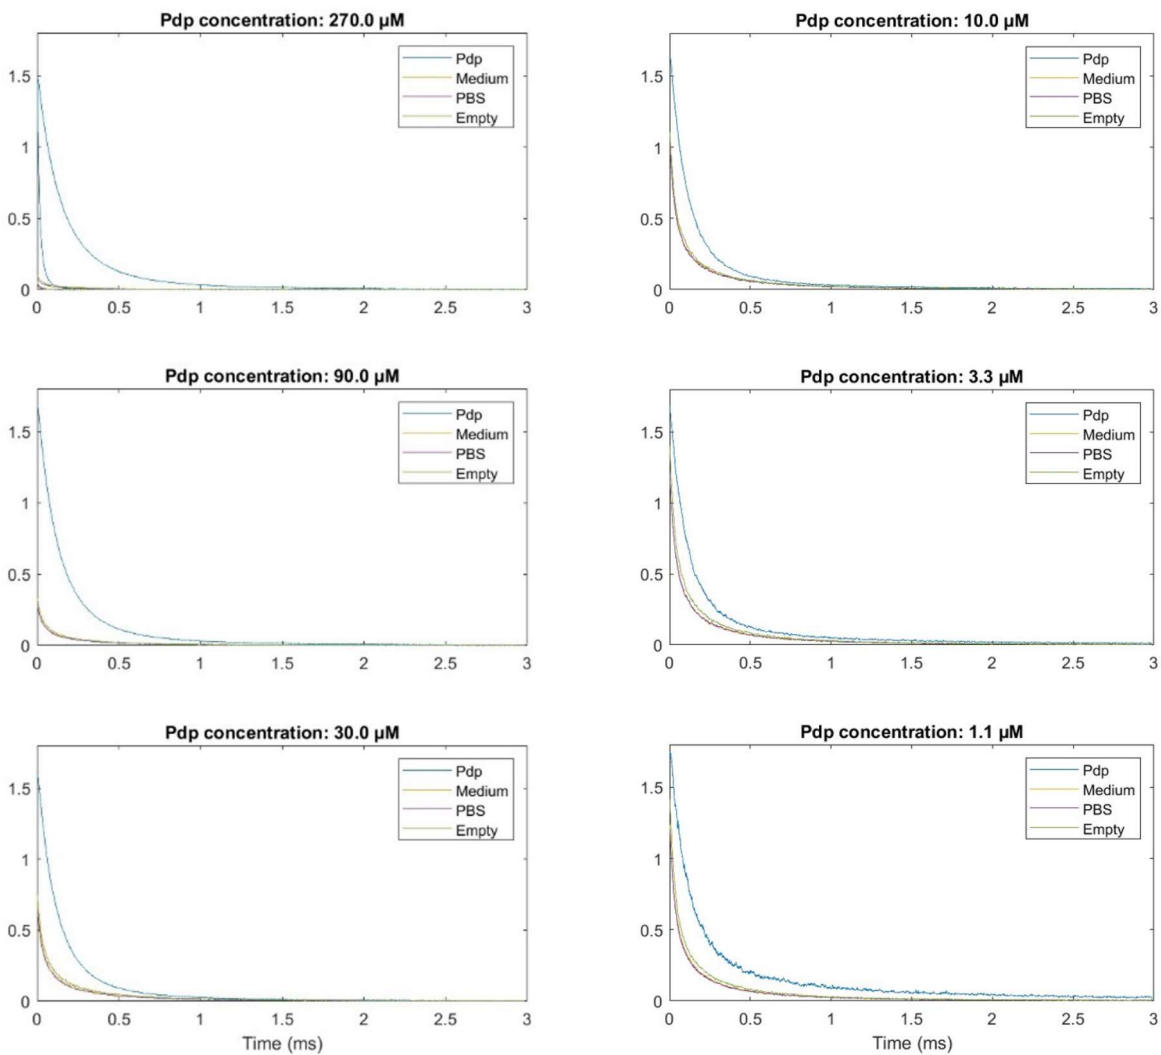 Pdp concentration: 270.0 µM
1.5
1
0.5
0
0 0.5 1 1.5 2 2.5 3
Pdp
Medium
PBS
Empty
Pdp concentration: 10.0 µM
1.5
1
0.5
0
0 0.5 1 1.5 2 2.5 3
Pdp
Medium
PBS
Empty
Pdp concentration: 90.0 µM
1.5
1
0.5
0
0 0.5 1 1.5 2 2.5 3
Pdp
Medium
PBS
Empty
Pdp concentration: 3.3 µM
1.5
1
0.5
0
0 0.5 1 1.5 2 2.5 3
Pdp
Medium
PBS
Empty
Pdp concentration: 30.0 µM
1.5
1
0.5
0
0 0.5 1 1.5 2 2.5 3
Time (ms)
Pdp
Medium
PBS
Empty
Pdp concentration: 1.1 µM
1.5
1
0.5
0
0 0.5 1 1.5 2 2.5 3
Time (ms)
Pdp
Medium
PBS
Empty